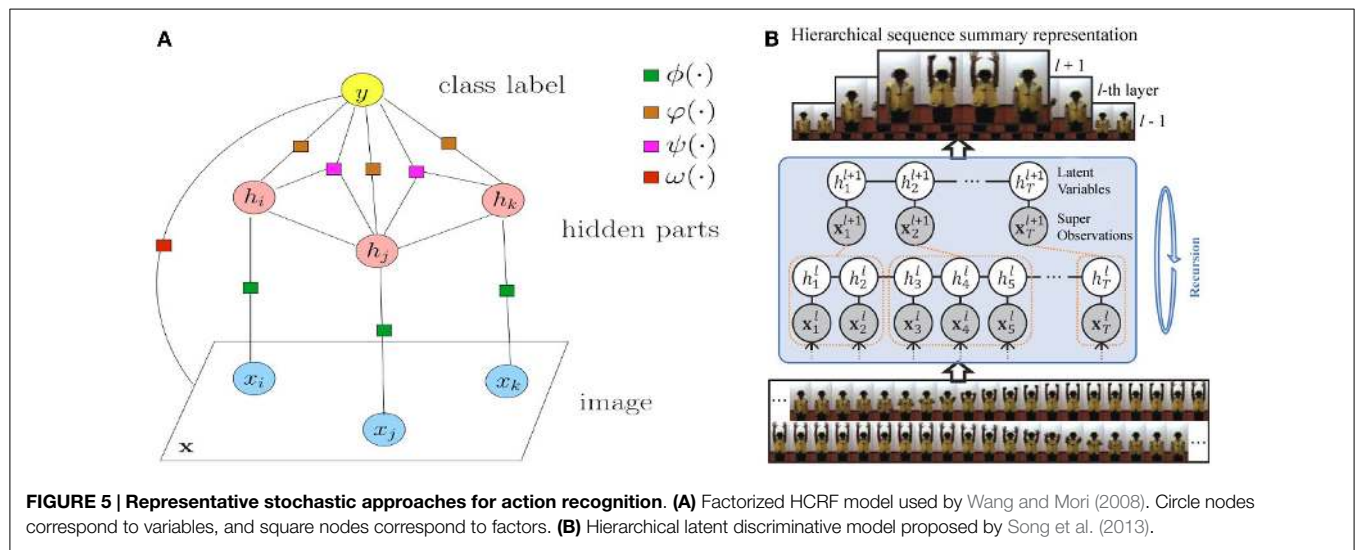 A
class label
y
ϕ(·)
φ(·)
ψ(·)
ω(·)
h_i
h_k
h_j
hidden parts
x_i
x_k
x_j
image
x
B
Hierarchical sequence summary representation
l + 1
l-th layer
l - 1
h_1^{l+1} h_2^{l+1} ... h_T^{l+1} Latent Variables
x_1^{l+1} x_2^{l+1} x_T^{l+1} Super Observations
h_1^l h_2^l h_3^l h_4^l h_5^l ... h_T^l
x_1^l x_2^l x_3^l x_4^l x_5^l x_T^l
Recursion
...
...
FIGURE 5 | Representative stochastic approaches for action recognition. (A) Factorized HCRF model used by Wang and Mori (2008). Circle nodes
correspond to variables, and square nodes correspond to factors. (B) Hierarchical latent discriminative model proposed by Song et al. (2013).